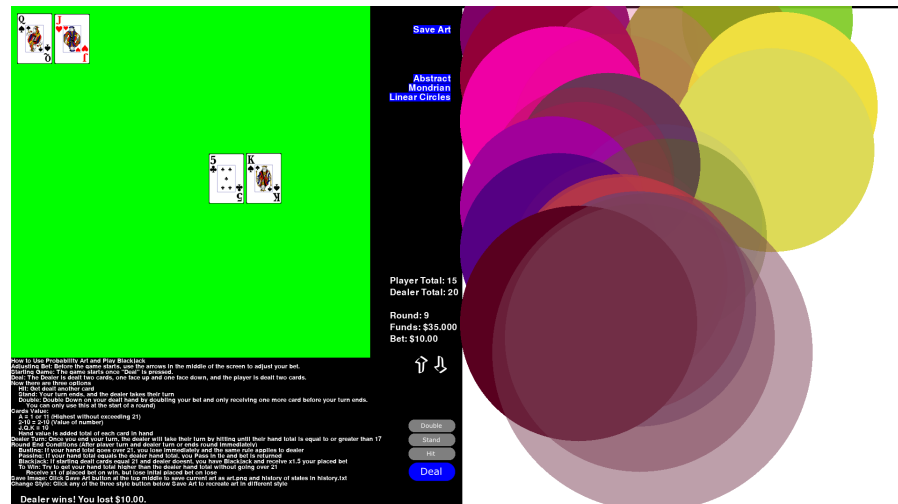 Q
J
Q
J
Save Art
Abstract
Mondrian
Linear Circles
5
K
5
K
Player Total: 15
Dealer Total: 20
Round: 9
Funds: $35.000
Bet: $10.00
How to Use Probability Art and Play Blackjack
Adjusting Bet: Before the game starts, use the arrows in the middle of the screen to adjust your bet.
Starting Game: The game starts once "Deal" is pressed.
Deal: The Dealer is dealt two cards, one face up and one face down, and the player is dealt two cards.
Now there are three options
Hit: Get dealt another card
Stand: Your turn ends, and the dealer takes their turn
Double: Double Down on your dealt hand by doubling your bet and only receiving one more card before your turn ends.
You can only use this at the start of a round)
Cards Value:
A = 1 or 11 (Highest without exceeding 21)
2-10 = 2-10 (Value of number)
J,Q,K = 10
Hand value is added total of each card in hand
Dealer Turn: Once you end your turn, the dealer will take their turn by hitting until their hand total is equal to or greater than 17
Round End Conditions (After player turn and dealer turn or ends round immediately)
Busting: If your hand total goes over 21, you lose immediately and the same rule applies to dealer
Passing: If your hand total equals the dealer hand total, you Pass in tie and bet is returned
Blackjack: If starting dealt cards equal 21 and dealer doesnt, you have Blackjack and receive x1.5 your placed bet
To Win: Try to get your hand total higher than the dealer hand total without going over 21
Receive x1 of placed bet on win, but lose inital placed bet on lose
Save Image: Click Save Art button at the top middle to save current art as art.png and history of states in history.txt
Change Style: Click any of the three style button below Save Art to recreate art in different style
Double
Stand
Hit
Deal
Dealer wins! You lost $10.00.